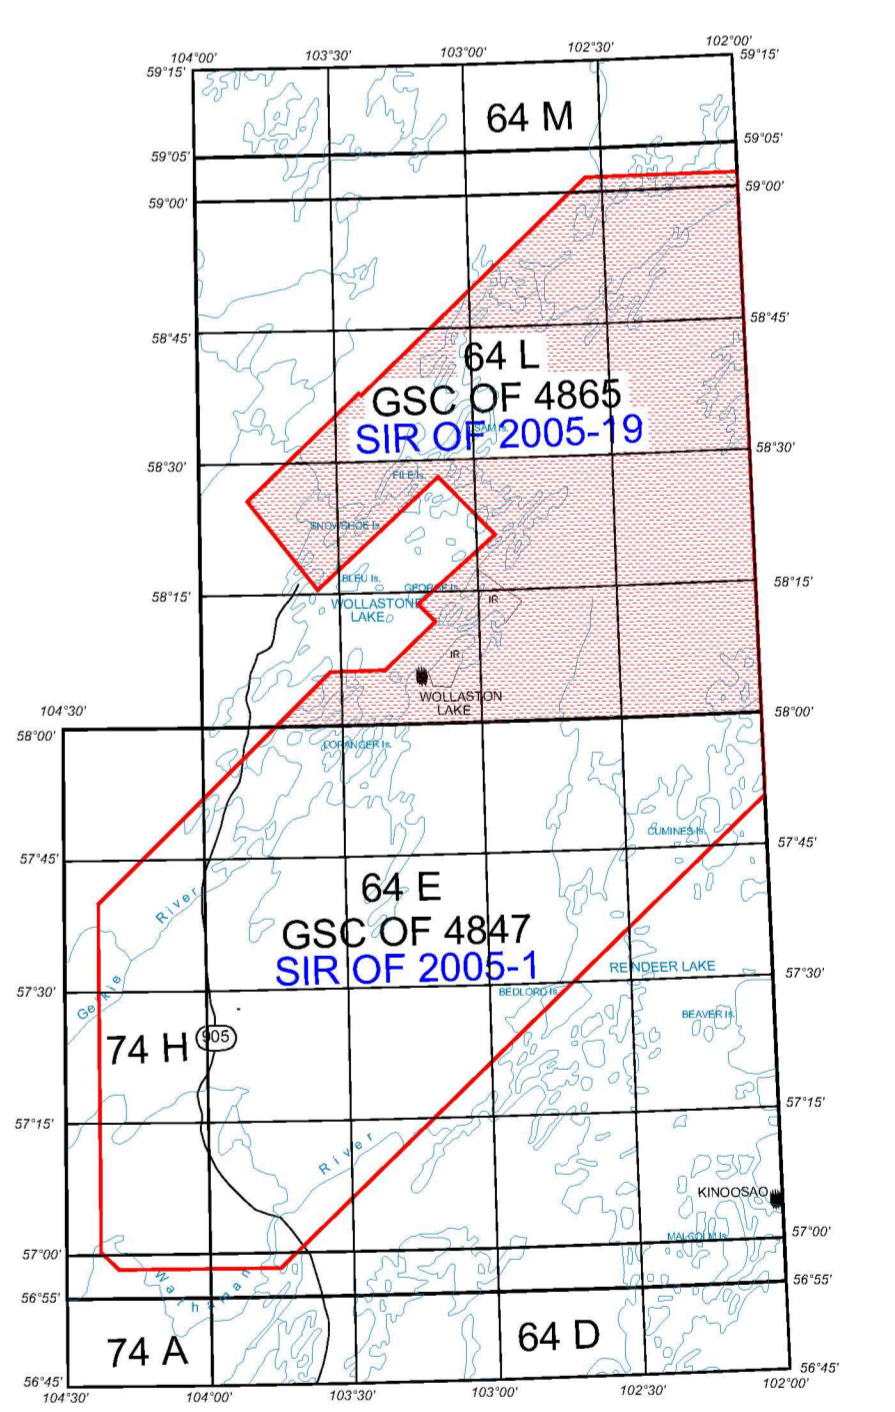 104°00' 103°30' 103°00' 102°30' 102°00'
59°15' 59°15'
64 M
59°05' 59°05'
59°00' 59°00'
58°45' 58°45'
64 L
GSC OF 4865
SIR OF 2005-19
SAM Is.
58°30' 58°30'
FILE Is.
SNOWSHOE Is.
BLEU Is.
GEORGE Is.
58°15' 58°15'
WOLLASTON
LAKE
IR
IR
WOLLASTON
LAKE
104°30' 58°00'
58°00'
LORANGER Is.
CUMINES Is.
57°45' 57°45'
64 E
GSC OF 4847
SIR OF 2005-1
River
Geikie
REINDEER LAKE
57°30' 57°30'
BEDLORD Is.
BEAVER Is.
74 H
905
57°15' 57°15'
River
KINOOSAO
MALCOLM Is.
57°00' 57°00'
Wathaman
56°55' 56°55'
74 A
64 D
56°45' 56°45'
104°30' 104°00' 103°30' 103°00' 102°30' 102°00'